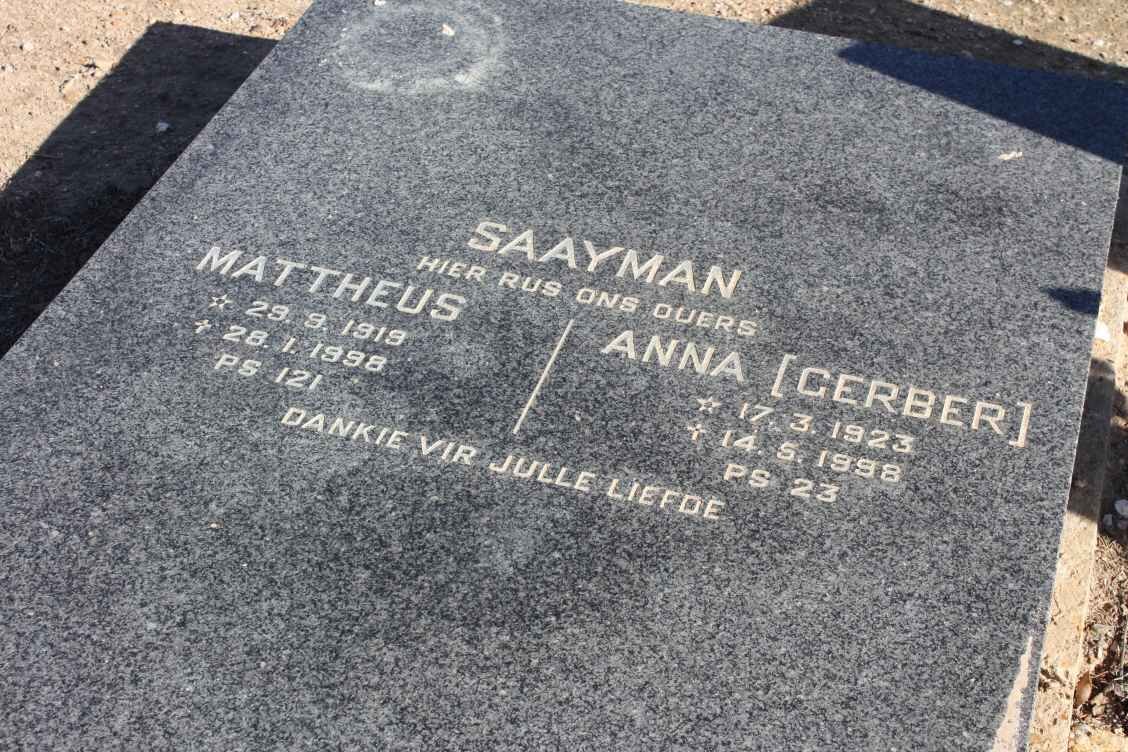 SAAYMAN
HIER RUS ONS OUERS
MATTHEUS
☆ 29.9.1919
✝ 28.1.1998
PS 121
ANNA [GERBER]
☆ 17.3.1923
✝ 14.5.1998
PS 23
DANKIE VIR JULLE LIEFDE